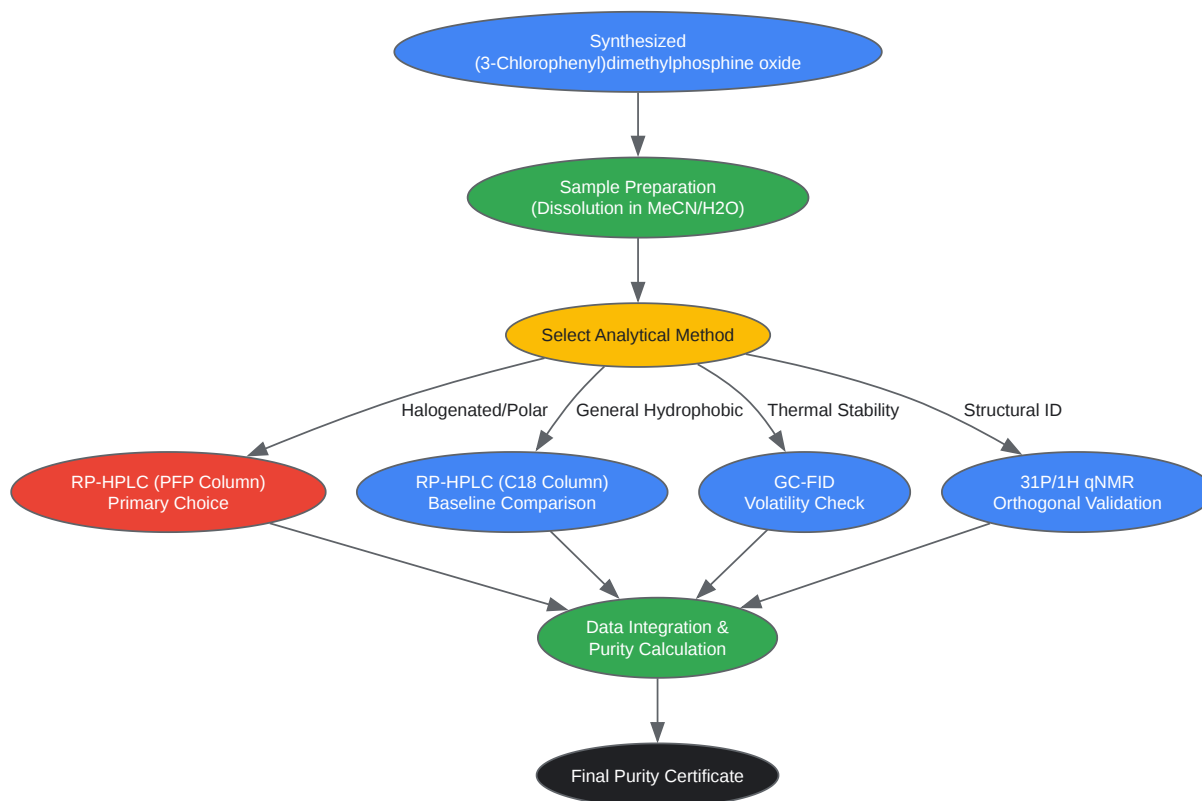 Synthesized
(3-Chlorophenyl)dimethylphosphine oxide
Sample Preparation
(Dissolution in MeCN/H2O)
Select Analytical Method
Halogenated/Polar
General Hydrophobic
Thermal Stability
Structural ID
RP-HPLC (PFP Column)
Primary Choice
RP-HPLC (C18 Column)
Baseline Comparison
GC-FID
Volatility Check
31P/1H qNMR
Orthogonal Validation
Data Integration &
Purity Calculation
Final Purity Certificate